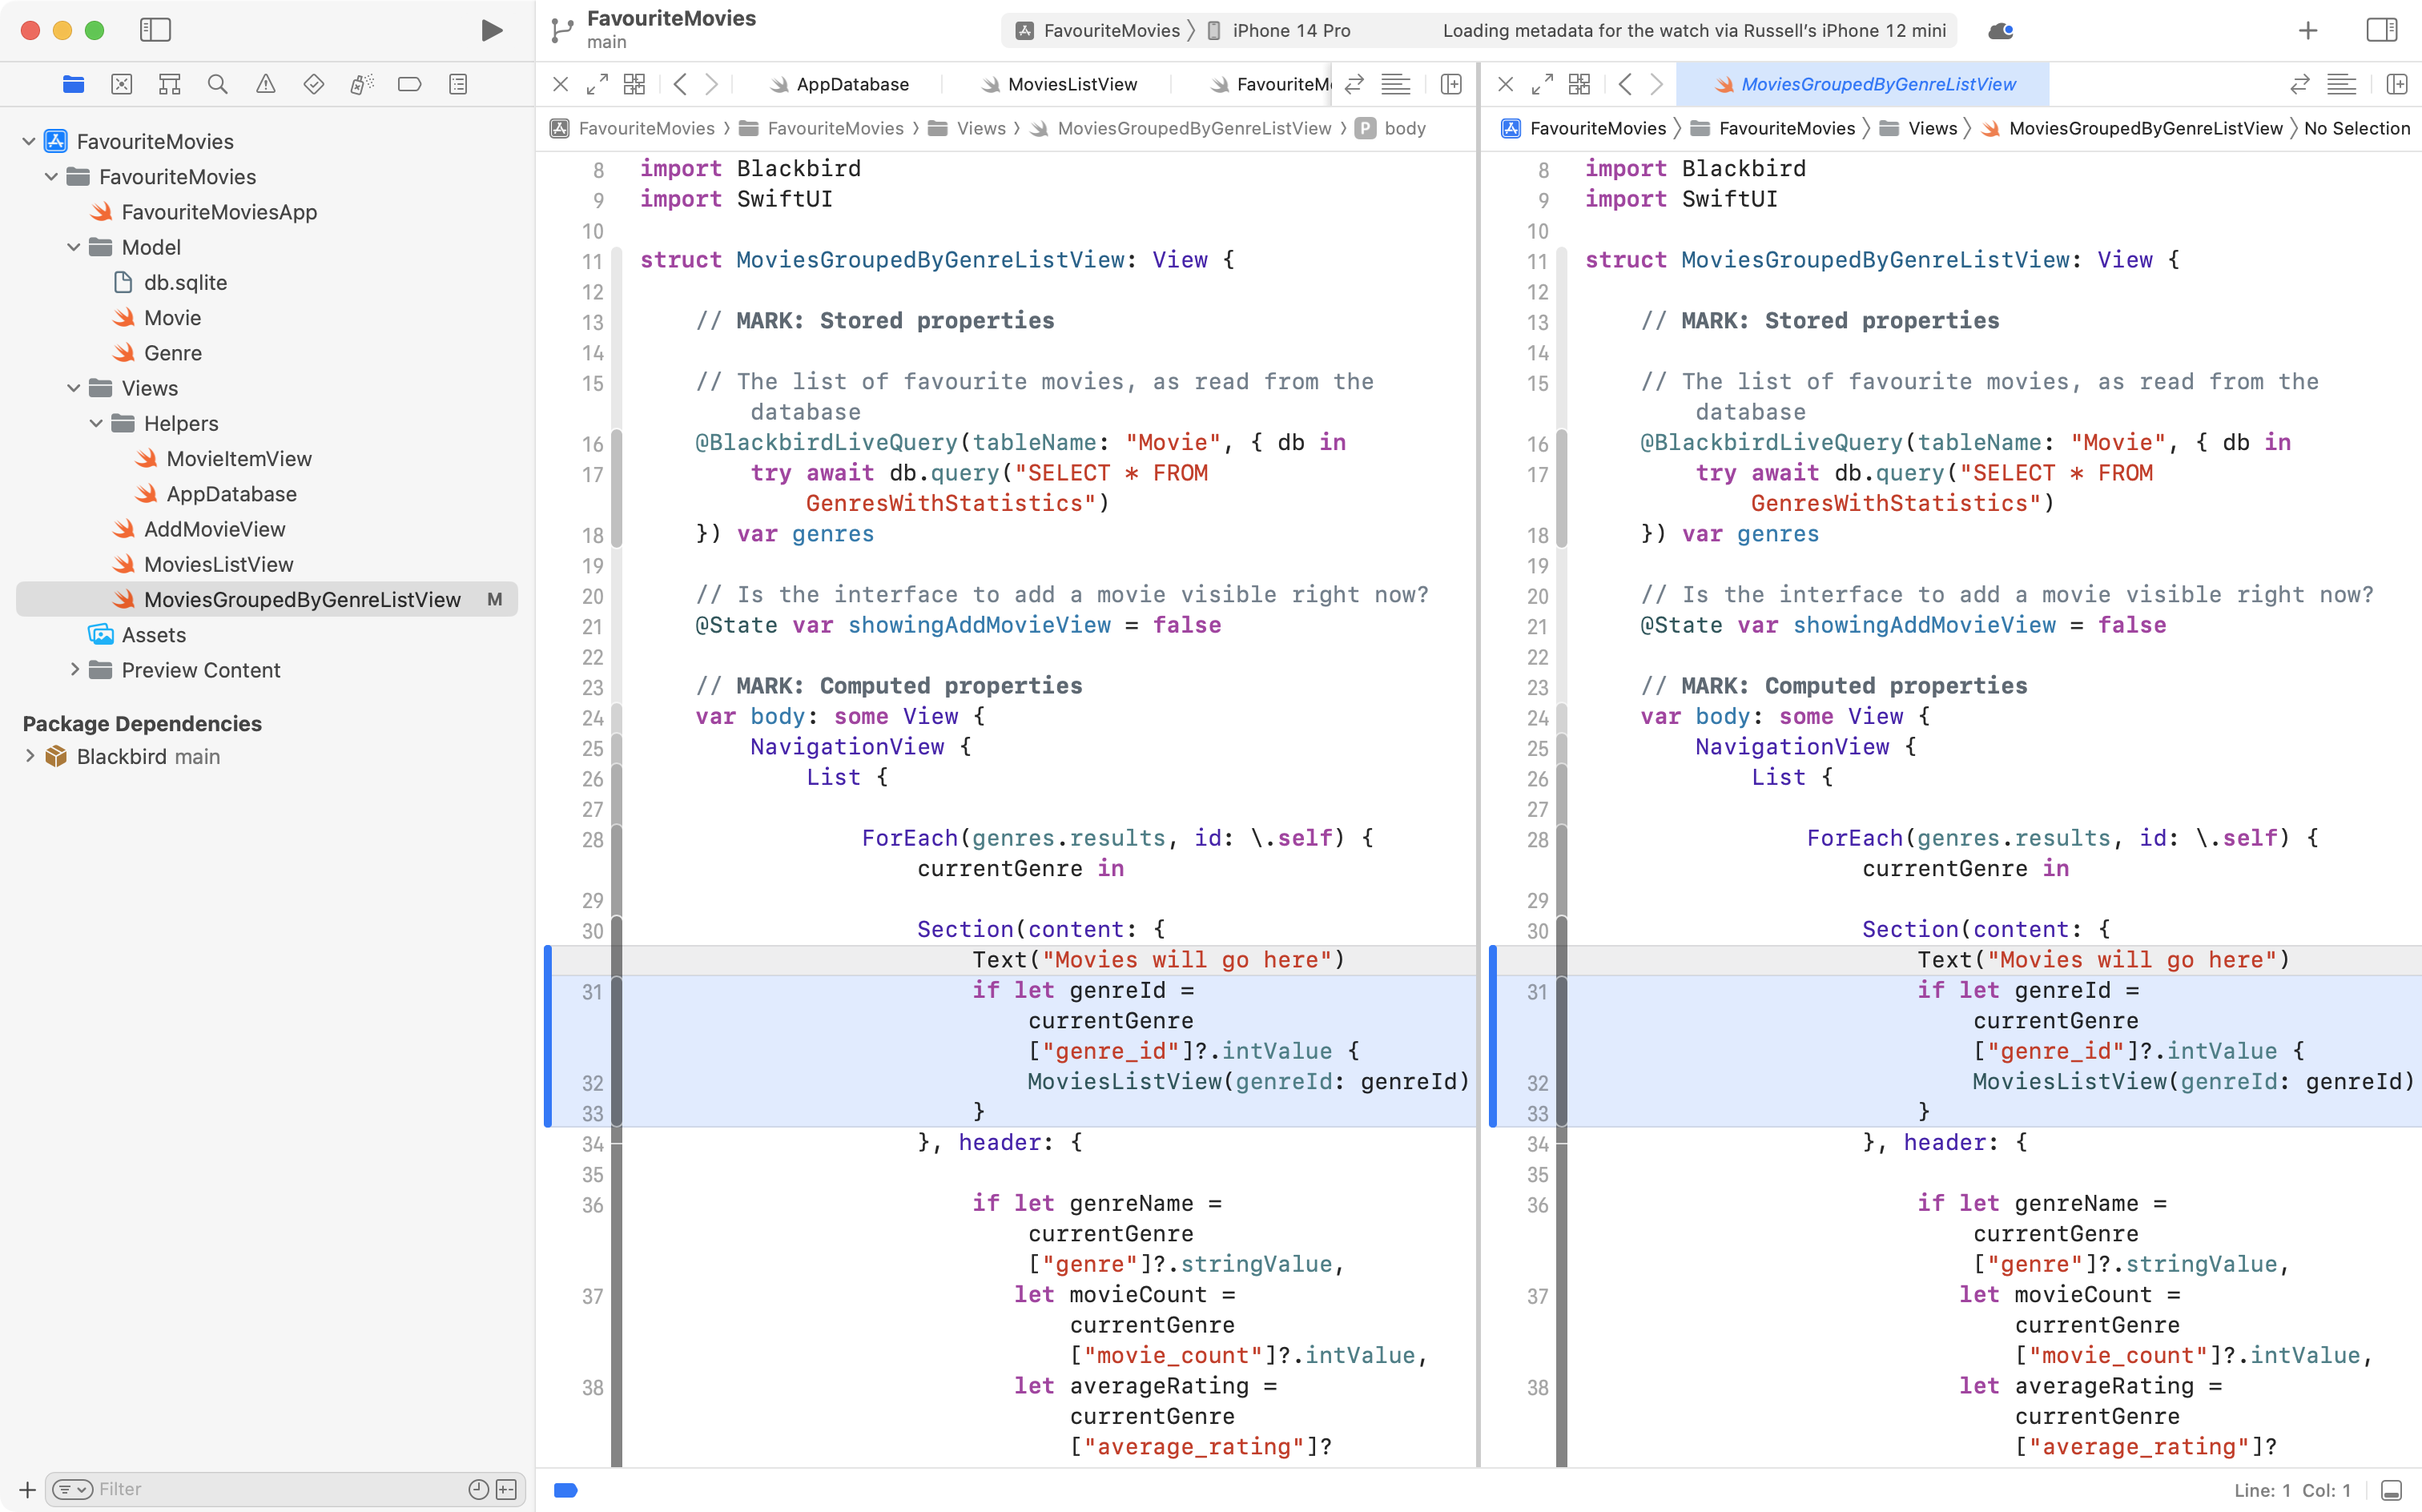 FavouriteMovies
main
FavouriteMovies
iPhone 14 Pro
Loading metadata for the watch via Russell’s iPhone 12 mini
FavouriteMovies
FavouriteMovies
FavouriteMoviesApp
Model
db.sqlite
Movie
Genre
Views
Helpers
MovieItemView
AppDatabase
AddMovieView
MoviesListView
MoviesGroupedByGenreListView M
Assets
Preview Content
Package Dependencies
Blackbird main
Filter
AppDatabase
MoviesListView
FavouriteM
FavouriteMovies
FavouriteMovies
Views
MoviesGroupedByGenreListView
P body
8 import Blackbird
9 import SwiftUI
10
11 struct MoviesGroupedByGenreListView: View {
12
13 // MARK: Stored properties
14
15 // The list of favourite movies, as read from the
database
16 @BlackbirdLiveQuery(tableName: "Movie", { db in
17 try await db.query("SELECT * FROM
GenresWithStatistics")
18 }) var genres
19
20 // Is the interface to add a movie visible right now?
21 @State var showingAddMovieView = false
22
23 // MARK: Computed properties
24 var body: some View {
25 NavigationView {
26 List {
27
28 ForEach(genres.results, id: \.self) {
currentGenre in
29
30 Section(content: {
Text("Movies will go here")
31 if let genreId =
currentGenre
["genre_id"]?.intValue {
32 MoviesListView(genreId: genreId)
33 }
34 }, header: {
35
36 if let genreName =
currentGenre
["genre"]?.stringValue,
37 let movieCount =
currentGenre
["movie_count"]?.intValue,
38 let averageRating =
currentGenre
["average_rating"]?
MoviesGroupedByGenreListView
FavouriteMovies
FavouriteMovies
Views
MoviesGroupedByGenreListView
No Selection
8 import Blackbird
9 import SwiftUI
10
11 struct MoviesGroupedByGenreListView: View {
12
13 // MARK: Stored properties
14
15 // The list of favourite movies, as read from the
database
16 @BlackbirdLiveQuery(tableName: "Movie", { db in
17 try await db.query("SELECT * FROM
GenresWithStatistics")
18 }) var genres
19
20 // Is the interface to add a movie visible right now?
21 @State var showingAddMovieView = false
22
23 // MARK: Computed properties
24 var body: some View {
25 NavigationView {
26 List {
27
28 ForEach(genres.results, id: \.self) {
currentGenre in
29
30 Section(content: {
Text("Movies will go here")
31 if let genreId =
currentGenre
["genre_id"]?.intValue {
32 MoviesListView(genreId: genreId)
33 }
34 }, header: {
35
36 if let genreName =
currentGenre
["genre"]?.stringValue,
37 let movieCount =
currentGenre
["movie_count"]?.intValue,
38 let averageRating =
currentGenre
["average_rating"]?
Line: 1 Col: 1